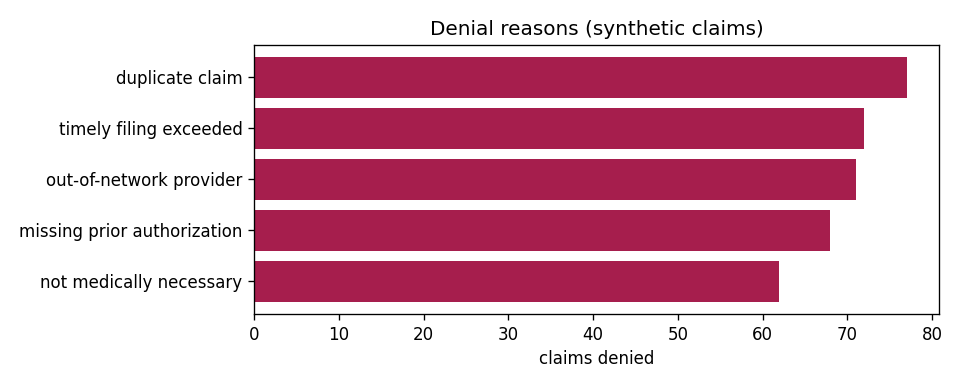 Denial reasons (synthetic claims)
duplicate claim
timely filing exceeded
out-of-network provider
missing prior authorization
not medically necessary
0 10 20 30 40 50 60 70 80
claims denied